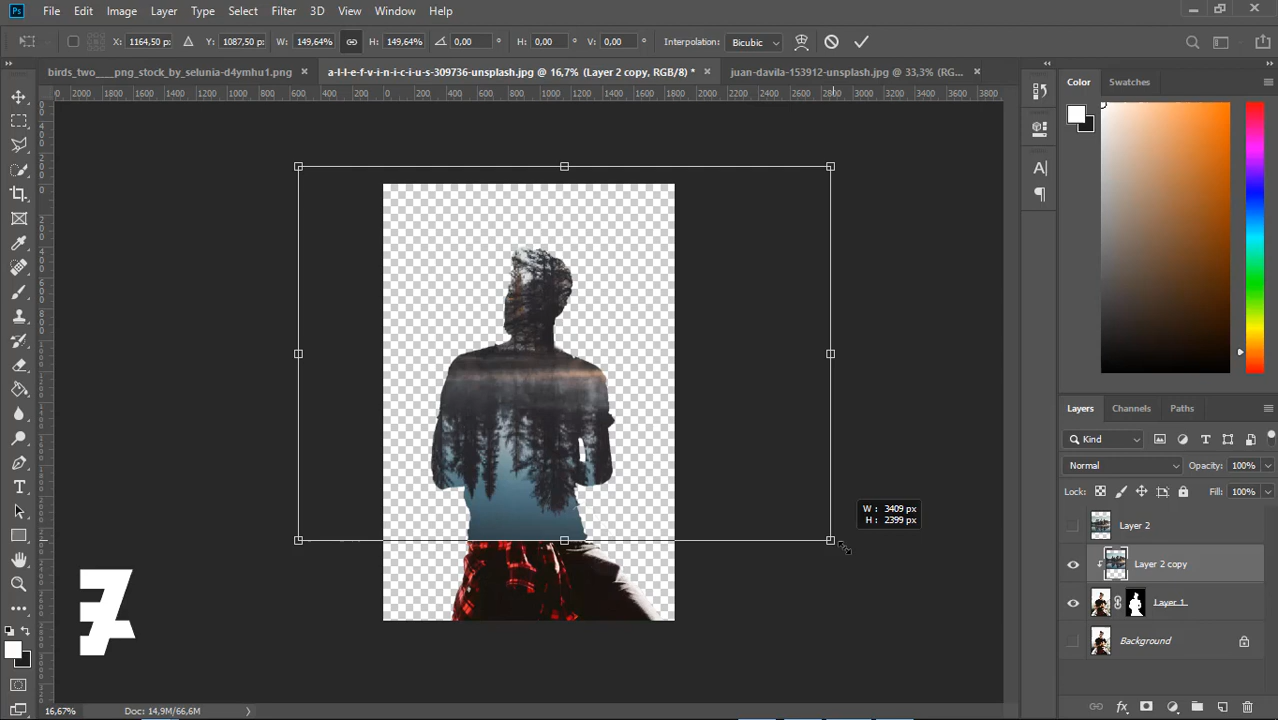 Ps File Edit Image Layer Type Select Filter 3D View Window Help
X: 1164,50 px Y: 1087,50 px W: 149,64% H: 149,64% 0,00 ° H: 0,00 ° V: 0,00 ° Interpolation: Bicubic
birds_two___png_stock_by_selunia-d4ymhu1.png × a-l-l-e-f-v-i-n-i-c-i-u-s-309736-unsplash.jpg @ 16,7% (Layer 2 copy, RGB/8) * × juan-davila-153912-unsplash.jpg @ 33,3% (RG... ×
2000 1800 1600 1400 1200 1000 800 600 400 200 0 200 400 600 800 1000 1200 1400 1600 1800 2000 2200 2400 2600 2800 3000 3200 3400 3600 3800
Color Swatches
W : 3409 px
H : 2399 px
Layers Channels Paths
Kind
Normal Opacity: 100%
Lock: Fill: 100%
Layer 2
Layer 2 copy
Layer 1
Background
16,67% Doc: 14,9M/66,6M